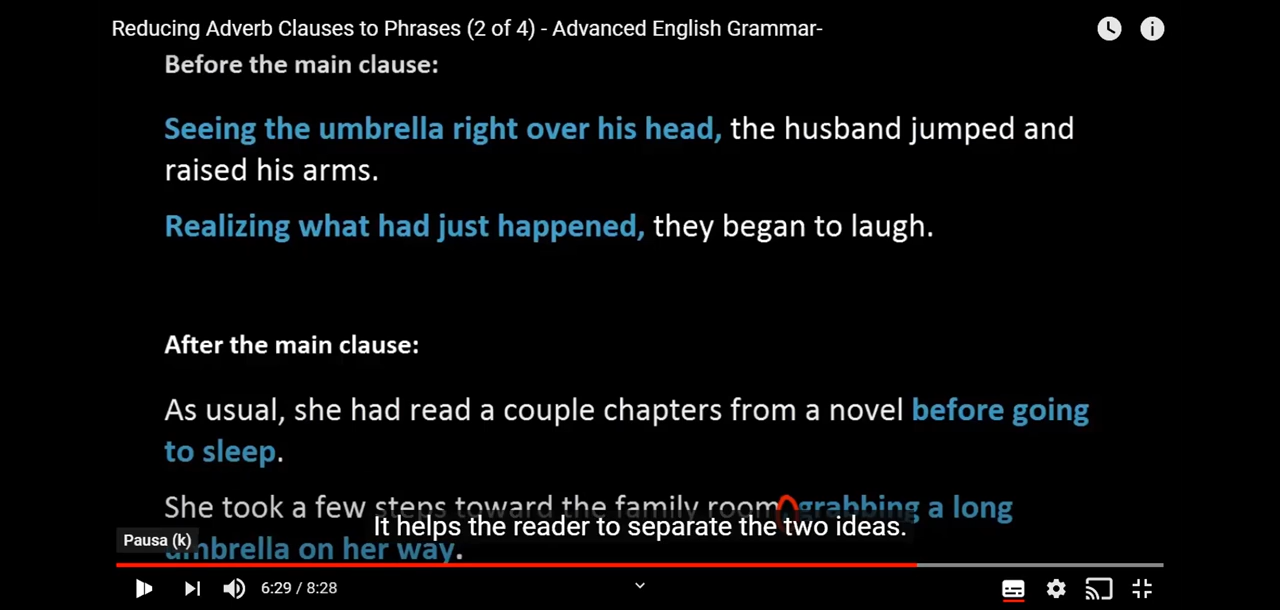 Reducing Adverb Clauses to Phrases (2 of 4) - Advanced English Grammar-
Before the main clause:
Seeing the umbrella right over his head, the husband jumped and
raised his arms.
Realizing what had just happened, they began to laugh.
After the main clause:
As usual, she had read a couple chapters from a novel before going
to sleep.
She took a few steps toward the family room, grabbing a long
It helps the reader to separate the two ideas.
Pausa (k)
umbrella on her way.
6:29 / 8:28